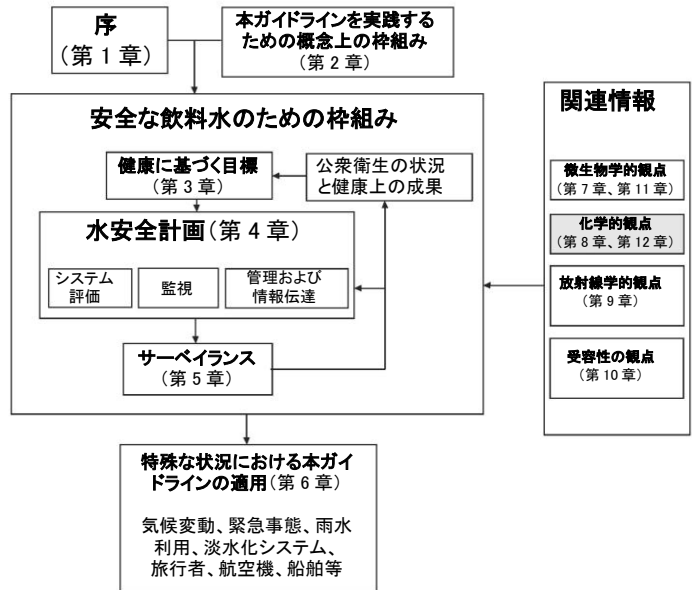 序
(第１章)
本ガイドラインを実践する
ための概念上の枠組み
(第２章)
安全な飲料水のための枠組み
健康に基づく目標
(第３章)
公衆衛生の状況
と健康上の成果
水安全計画(第４章)
システム
評価
監視
管理および
情報伝達
サーベイランス
(第５章)
特殊な状況における本ガイ
ドラインの適用(第６章)
気候変動、緊急事態、雨水
利用、淡水化システム、
旅行者、航空機、船舶等
関連情報
微生物学的観点
(第７章、第11章)
化学的観点
(第８章、第12章)
放射線学的観点
(第９章)
受容性の観点
(第10章)